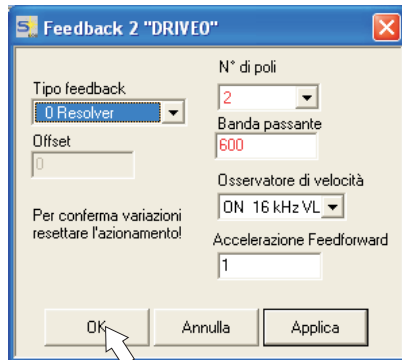 Feedback 2 "DRIVE0"
N° di poli
Tipo feedback
2
0 Resolver
Banda passante
Offset
600
0
Osservatore di velocità
Per conferma variazioni
ON 16 kHz VL
resettare l'azionamento!
Accelerazione Feedforward
1
OK
Annulla
Applica